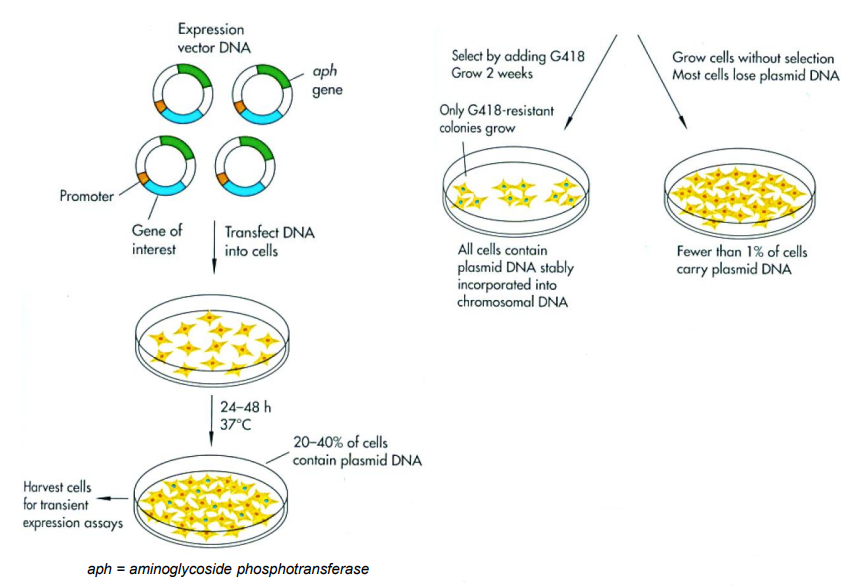 Expression
vector DNA
aph
gene
Promoter
Gene of
interest
Transfect DNA
into cells
24–48 h
37°C
20–40% of cells
contain plasmid DNA
Harvest cells
for transient
expression assays
aph = aminoglycoside phosphotransferase
Select by adding G418
Grow 2 weeks
Grow cells without selection
Most cells lose plasmid DNA
Only G418-resistant
colonies grow
All cells contain
plasmid DNA stably
incorporated into
chromosomal DNA
Fewer than 1% of cells
carry plasmid DNA